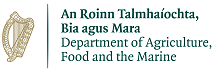 An Roinn Talmhaíochta,
Bia agus Mara
Department of Agriculture,
Food and the Marine